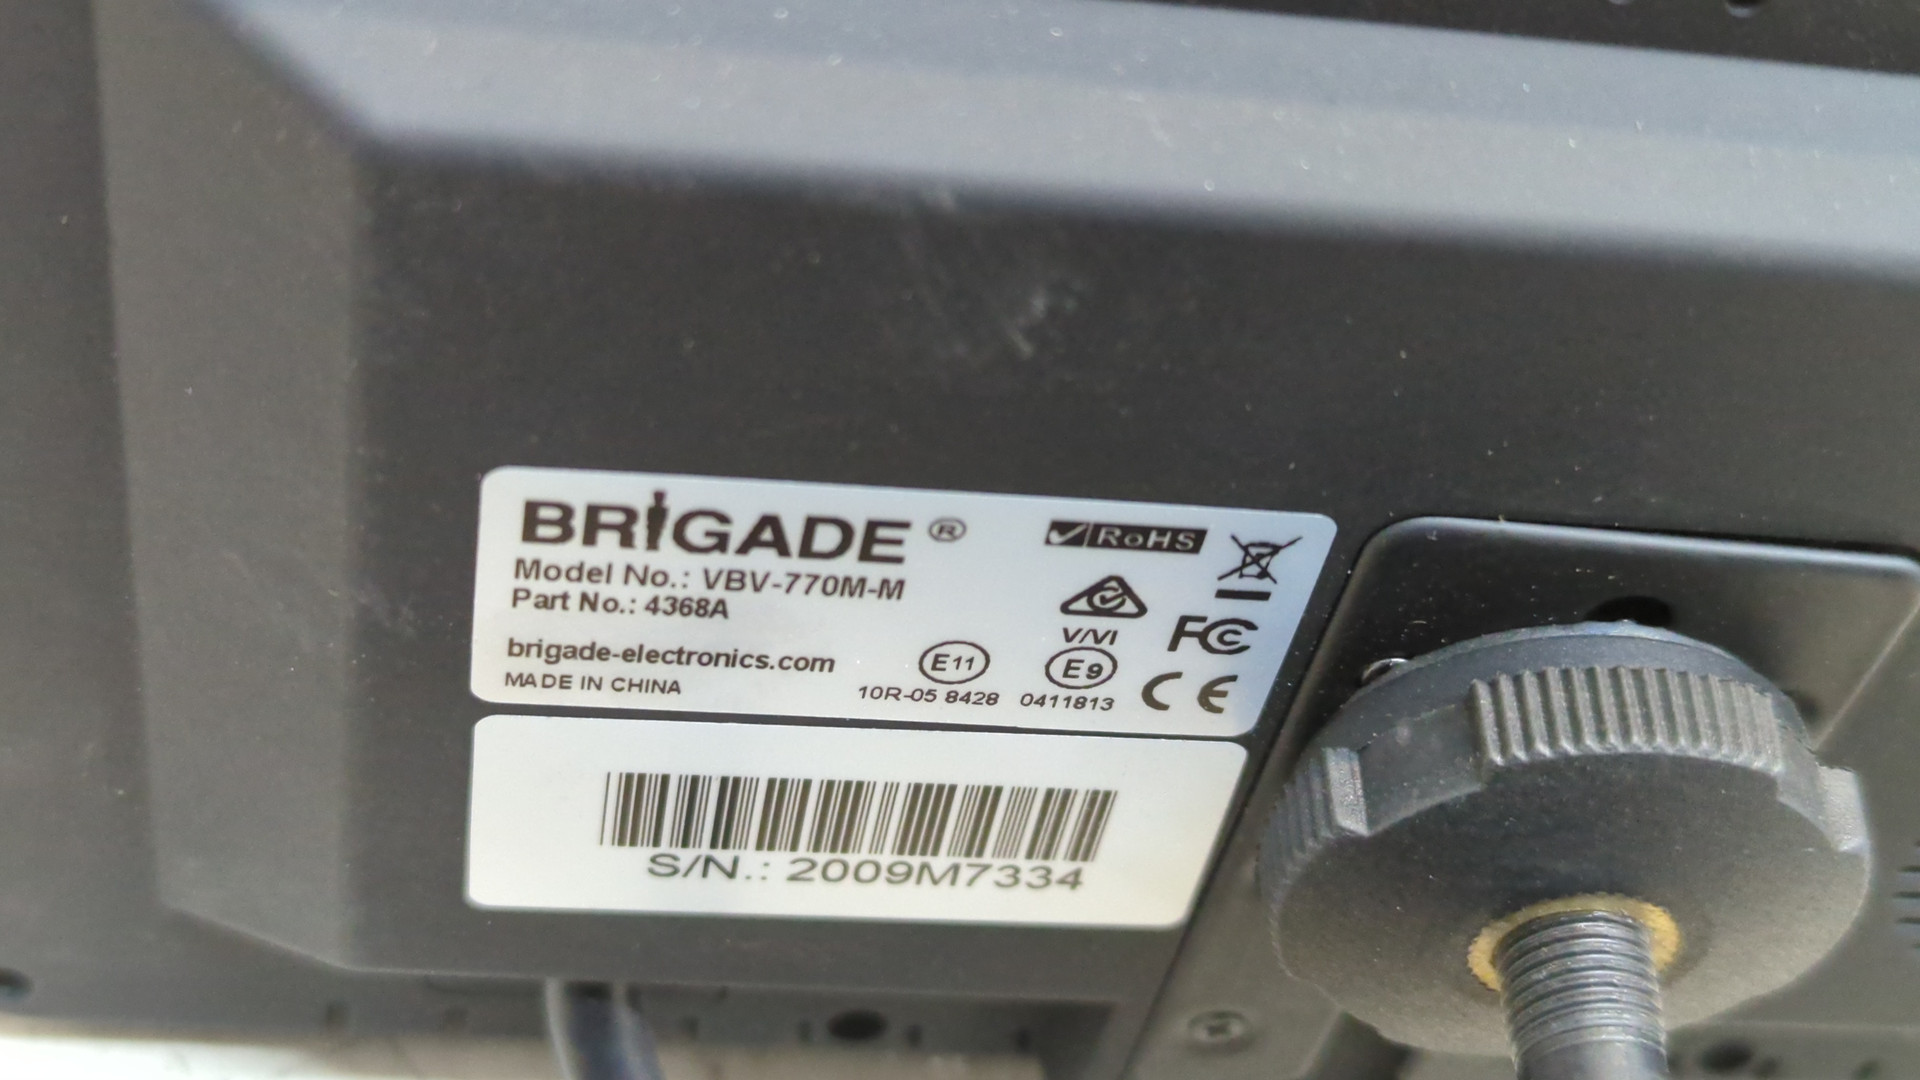 BRIGADE ®
Model No.: VBV-770M-M
Part No.: 4368A
brigade-electronics.com
MADE IN CHINA
RoHS
V/VI
FC
E11
10R-05 8428
E9
0411813
CE
S/N.: 2009M7334